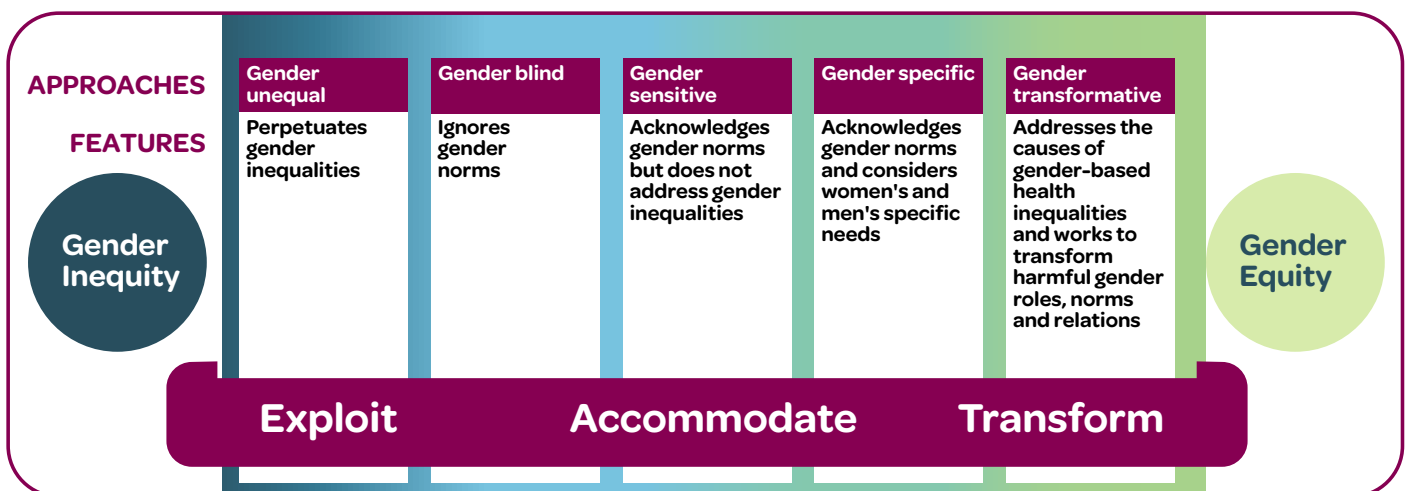 APPROACHES
FEATURES
Gender
Inequity
Gender
unequal
Perpetuates
gender
inequalities
Gender blind
Ignores
gender
norms
Gender
sensitive
Acknowledges
gender norms
but does not
address gender
inequalities
Gender specific
Acknowledges
gender norms
and considers
women's and
men's specific
needs
Gender
transformative
Addresses the
causes of
gender-based
health
inequalities
and works to
transform
harmful gender
roles, norms
and relations
Gender
Equity
Exploit
Accommodate
Transform